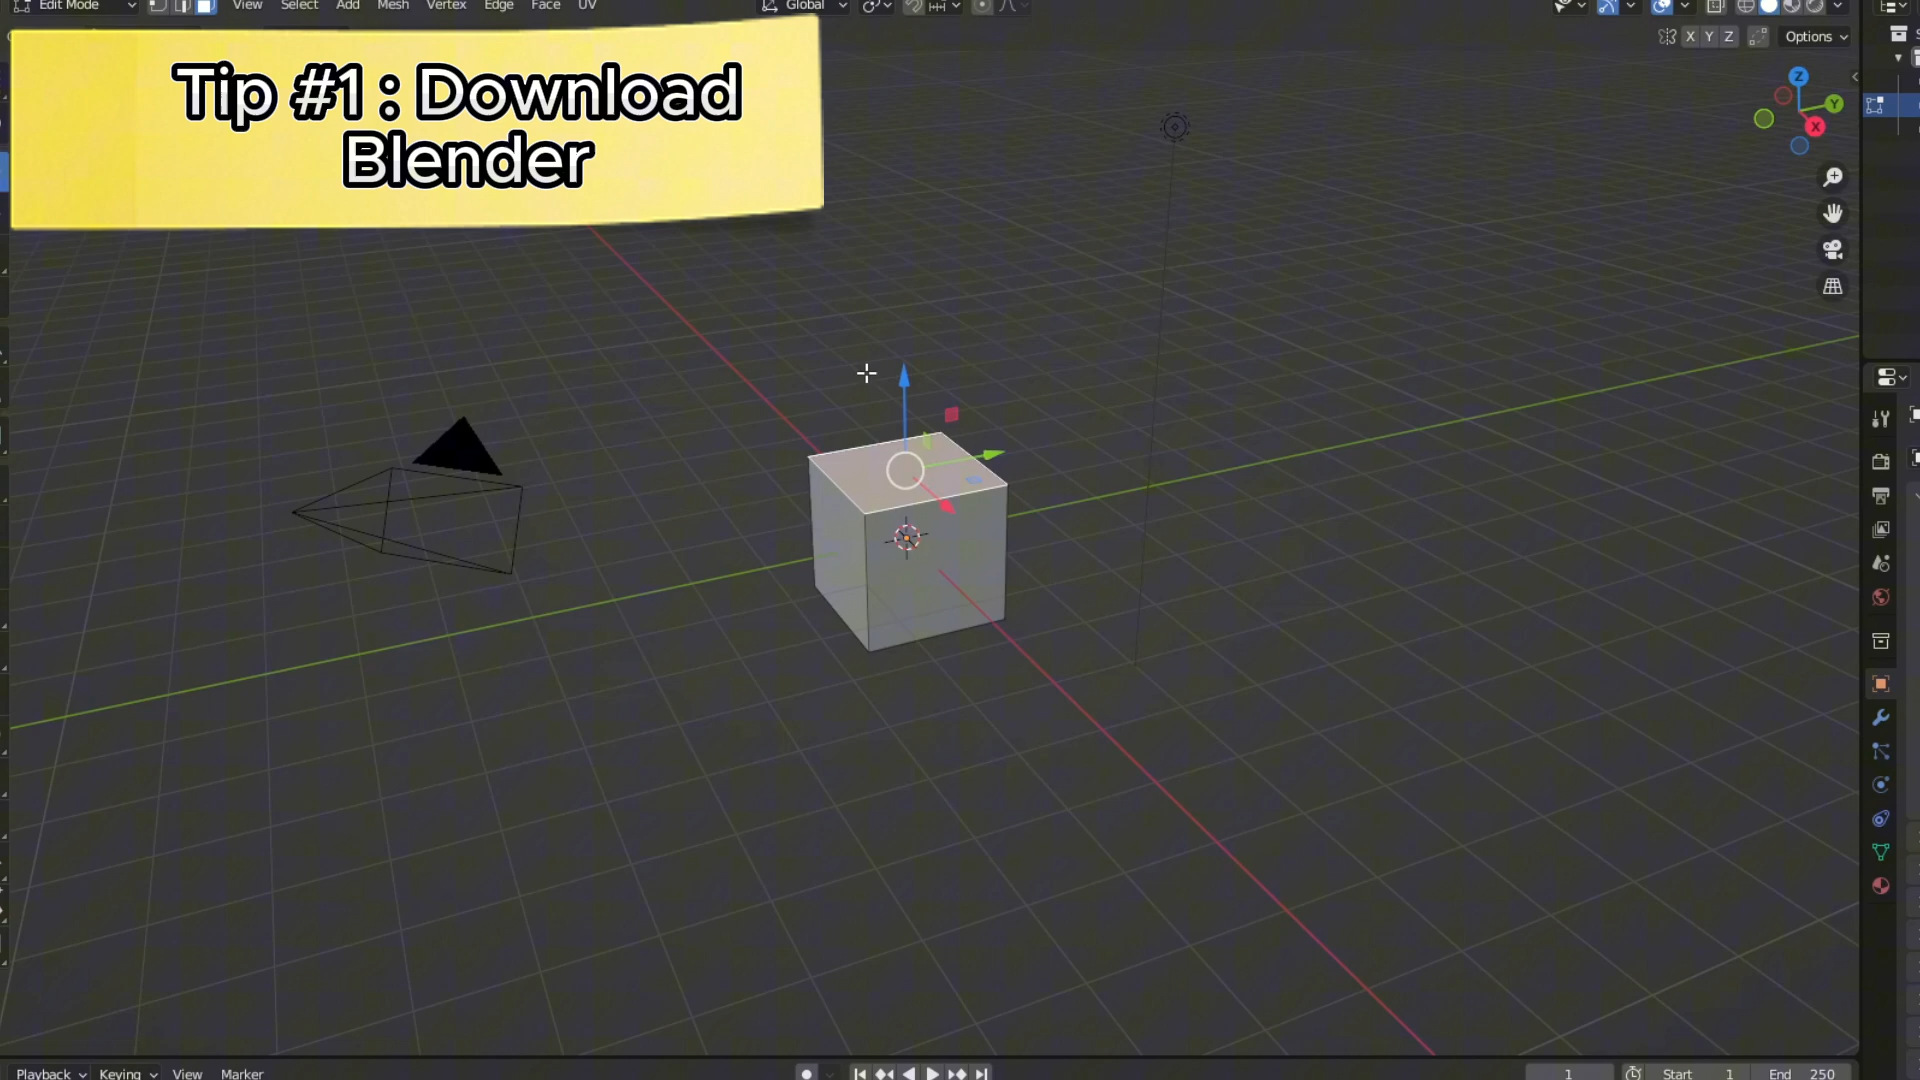 Edit Mode View Select Add Mesh Vertex Edge Face UV Global
X Y Z Options
Tip #1 : Download
Blender
Z
Y
X
Playback Keying View Marker 1 Start 1 End 250